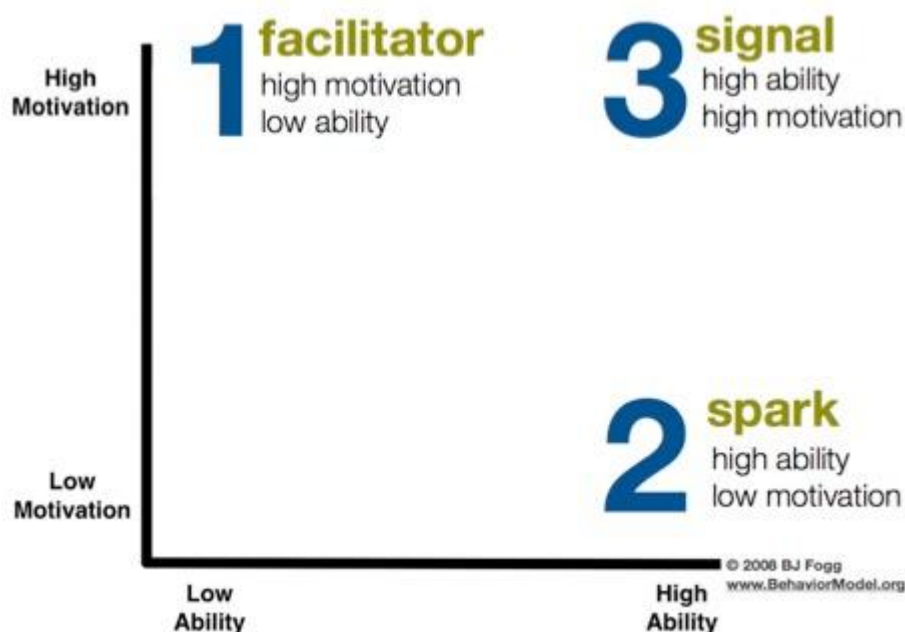 High
Motivation
1
facilitator
high motivation
low ability
3
signal
high ability
high motivation
Low
Motivation
2
spark
high ability
low motivation
© 2008 BJ Fogg
www.BehaviorModel.org
Low
Ability
High
Ability